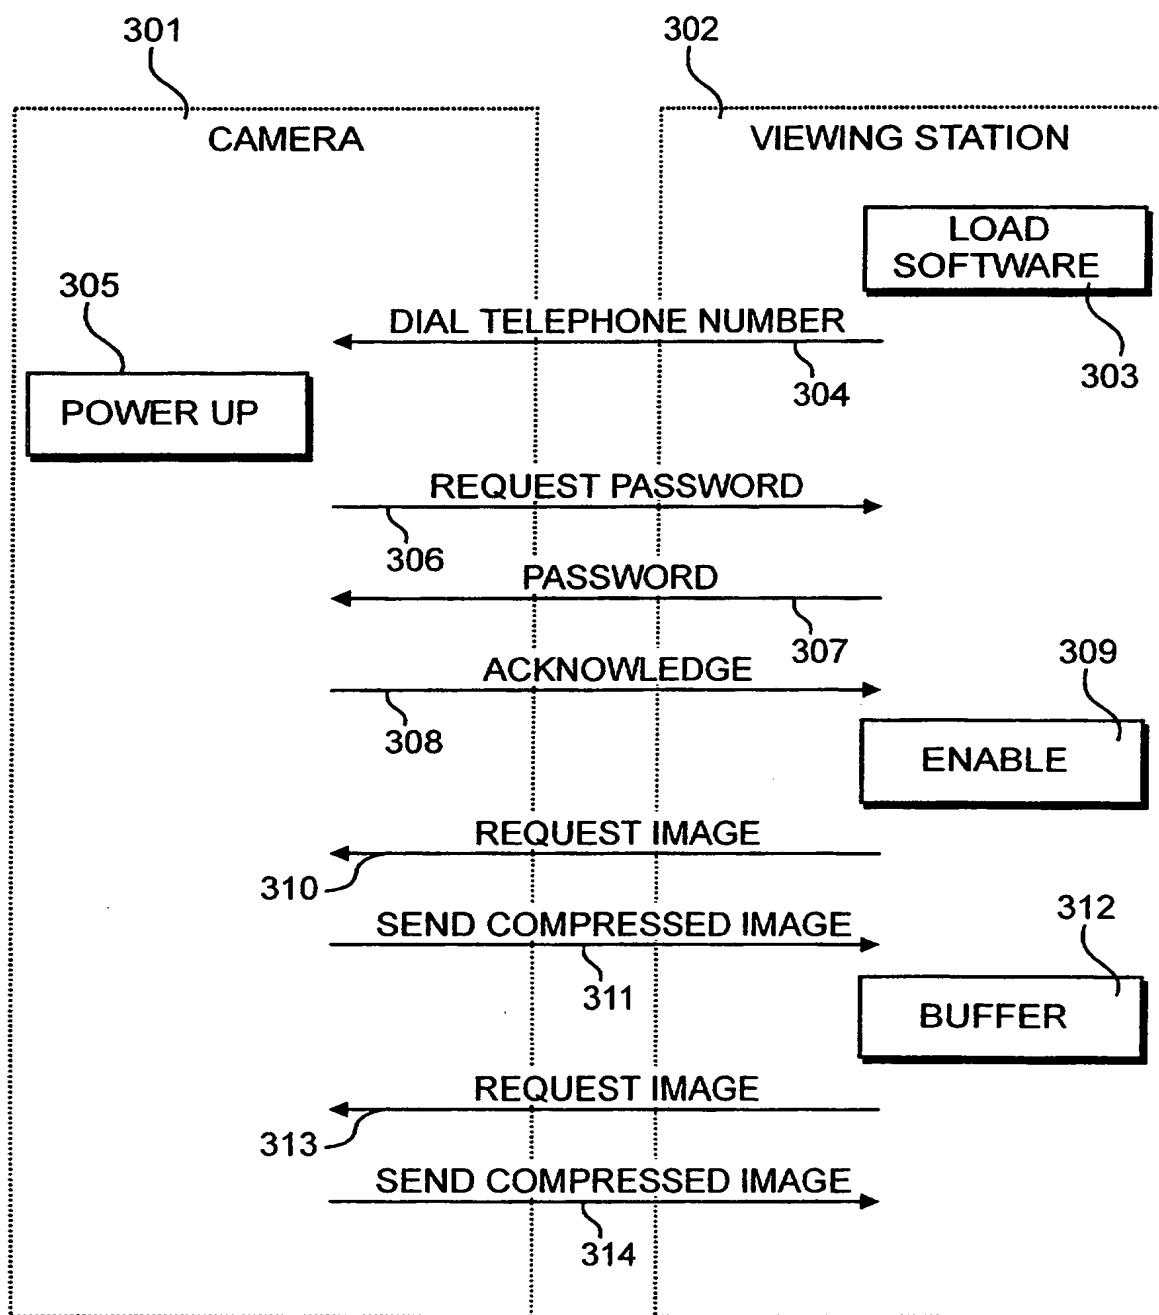 301
302
CAMERA
VIEWING STATION
LOAD
SOFTWARE
305
DIAL TELEPHONE NUMBER
303
304
POWER UP
REQUEST PASSWORD
306
PASSWORD
307
309
ACKNOWLEDGE
308
ENABLE
REQUEST IMAGE
310
312
SEND COMPRESSED IMAGE
311
BUFFER
REQUEST IMAGE
313
SEND COMPRESSED IMAGE
314